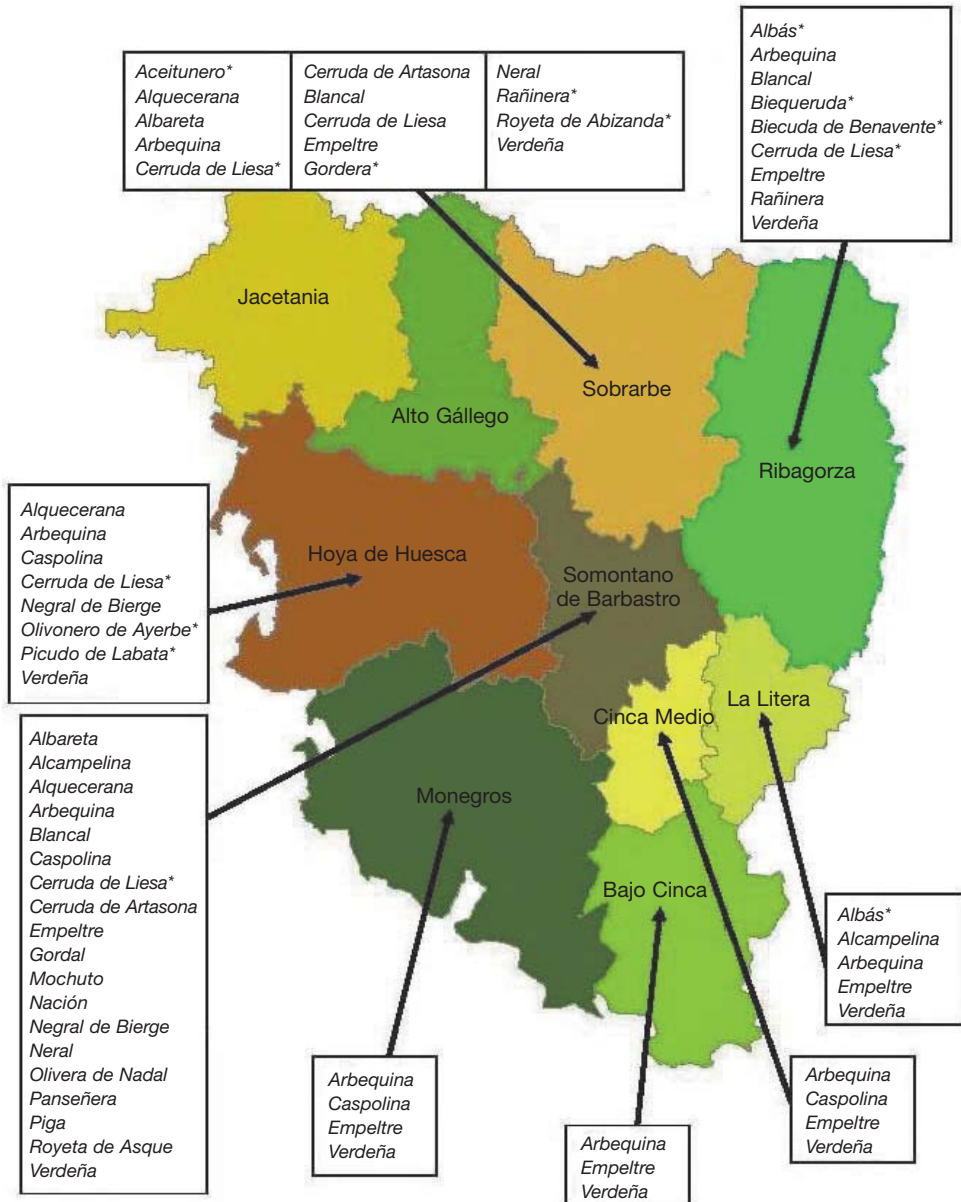 Aceitunero*
Alquecerana
Albareta
Arbequina
Cerruda de Liesa*
Cerruda de Artasona
Blancal
Cerruda de Liesa
Empeltre
Gordera*
Neral
Rañinera*
Royeta de Abizanda*
Verdeña
Albás*
Arbequina
Blancal
Biequeruda*
Biecuda de Benavente*
Cerruda de Liesa*
Empeltre
Rañinera
Verdeña
Jacetania
Alto Gállego
Sobrarbe
Ribagorza
Hoya de Huesca
Somontano
de Barbastro
Cinca Medio
La Litera
Monegros
Bajo Cinca
Alquecerana
Arbequina
Caspolina
Cerruda de Liesa*
Negral de Bierge
Olivonero de Ayerbe*
Picudo de Labata*
Verdeña
Albareta
Alcampelina
Alquecerana
Arbequina
Blancal
Caspolina
Cerruda de Liesa*
Cerruda de Artasona
Empeltre
Gordal
Mochuto
Nación
Negral de Bierge
Neral
Olivera de Nadal
Panseñera
Piga
Royeta de Asque
Verdeña
Arbequina
Caspolina
Empeltre
Verdeña
Arbequina
Empeltre
Verdeña
Arbequina
Caspolina
Empeltre
Verdeña
Albás*
Alcampelina
Arbequina
Empeltre
Verdeña